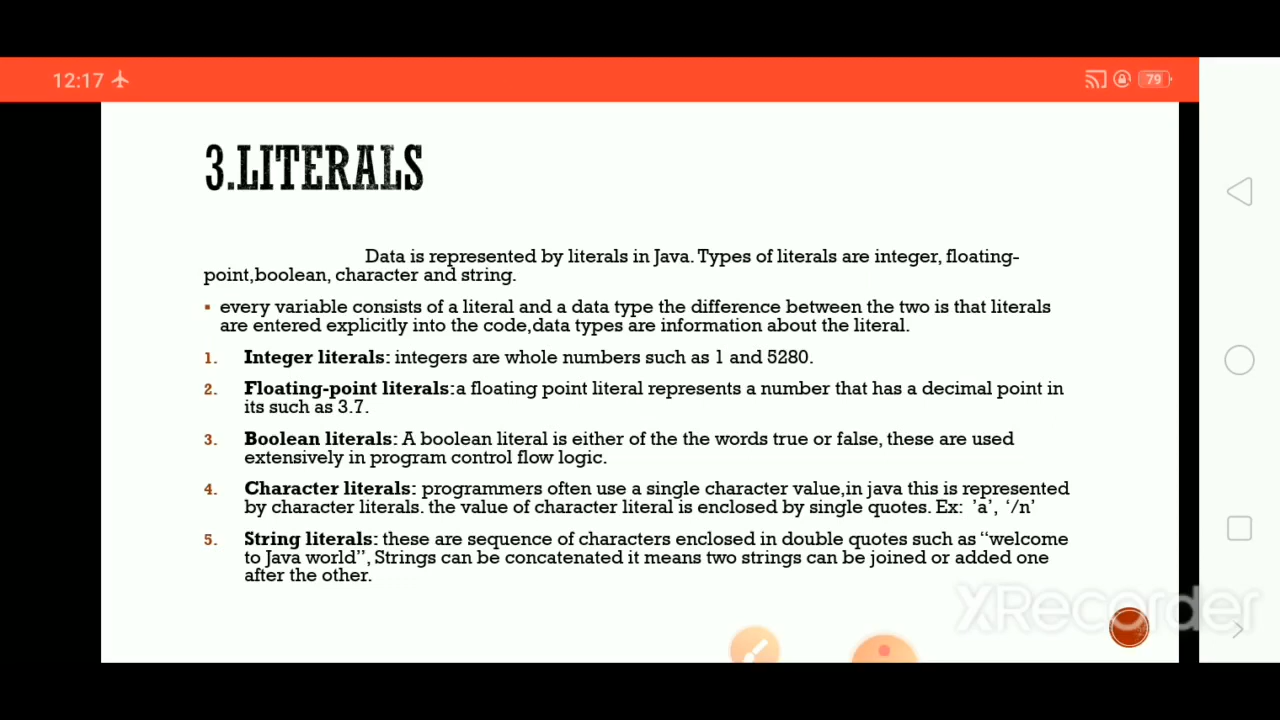 12:17
79
3.LITERALS
Data is represented by literals in Java. Types of literals are integer, floating-
point,boolean, character and string.
▪ every variable consists of a literal and a data type the difference between the two is that literals
are entered explicitly into the code,data types are information about the literal.
1. Integer literals: integers are whole numbers such as 1 and 5280.
2. Floating-point literals:a floating point literal represents a number that has a decimal point in
its such as 3.7.
3. Boolean literals: A boolean literal is either of the the words true or false, these are used
extensively in program control flow logic.
4. Character literals: programmers often use a single character value,in java this is represented
by character literals. the value of character literal is enclosed by single quotes. Ex: ’a’, ‘/n’
5. String literals: these are sequence of characters enclosed in double quotes such as “welcome
to Java world”, Strings can be concatenated it means two strings can be joined or added one
after the other.
XRecorder